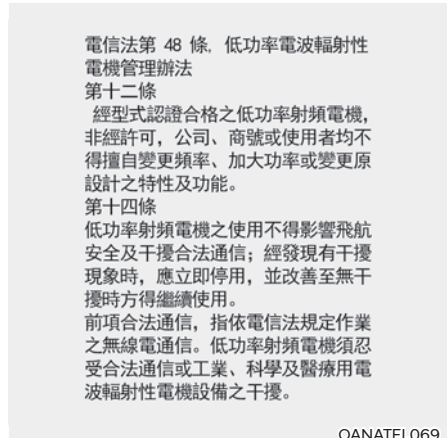 電信法第 48 條, 低功率電波輻射性
電機管理辦法
第十二條
經型式認證合格之低功率射頻電機,
非經許可, 公司、商號或使用者均不
得擅自變更頻率、加大功率或變更原
設計之特性及功能。
第十四條
低功率射頻電機之使用不得影響飛航
安全及干擾合法通信; 經發現有干擾
現象時, 應立即停用, 並改善至無干
擾時方得繼續使用。
前項合法通信, 指依電信法規定作業
之無線電通信。低功率射頻電機須忍
受合法通信或工業、科學及醫療用電
波輻射性電機設備之干擾。
OANATEL069